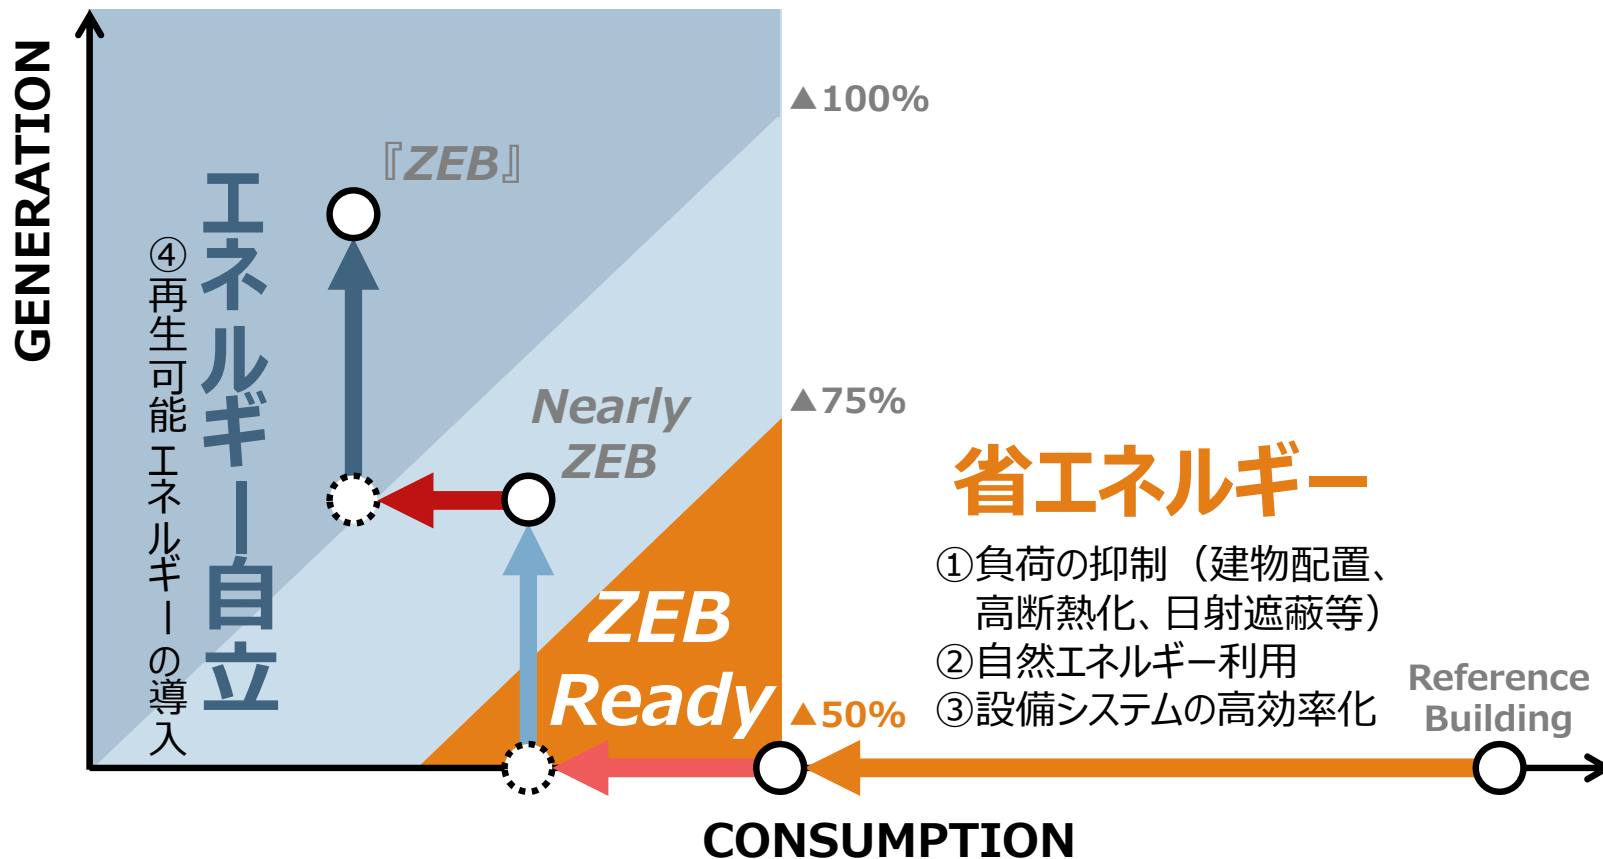 GENERATION
▲100%
『ZEB』
エネルギー自立
④再生可能エネルギーの導入
▲75%
Nearly
ZEB
省エネルギー
①負荷の抑制（建物配置、
高断熱化、日射遮蔽等）
②自然エネルギー利用
③設備システムの高効率化
ZEB
Ready
▲50%
Reference
Building
CONSUMPTION